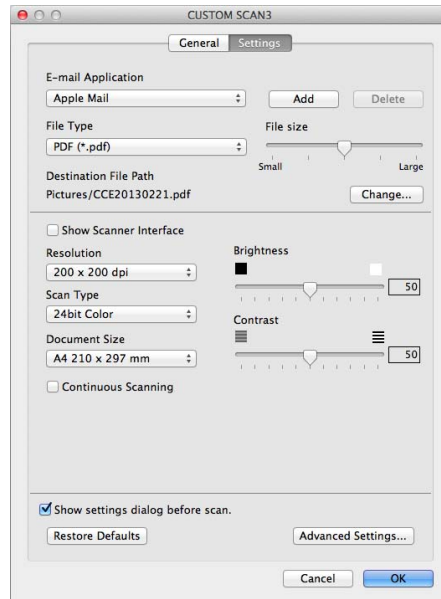 CUSTOM SCAN3
General Settings
E-mail Application
Apple Mail Add Delete
File Type File size
PDF (*.pdf)
Small Large
Destination File Path
Pictures/CCE20130221.pdf Change...
Show Scanner Interface
Resolution Brightness
200 x 200 dpi 50
Scan Type
24bit Color Contrast
Document Size
A4 210 x 297 mm 50
Continuous Scanning
Show settings dialog before scan.
Restore Defaults Advanced Settings...
Cancel OK